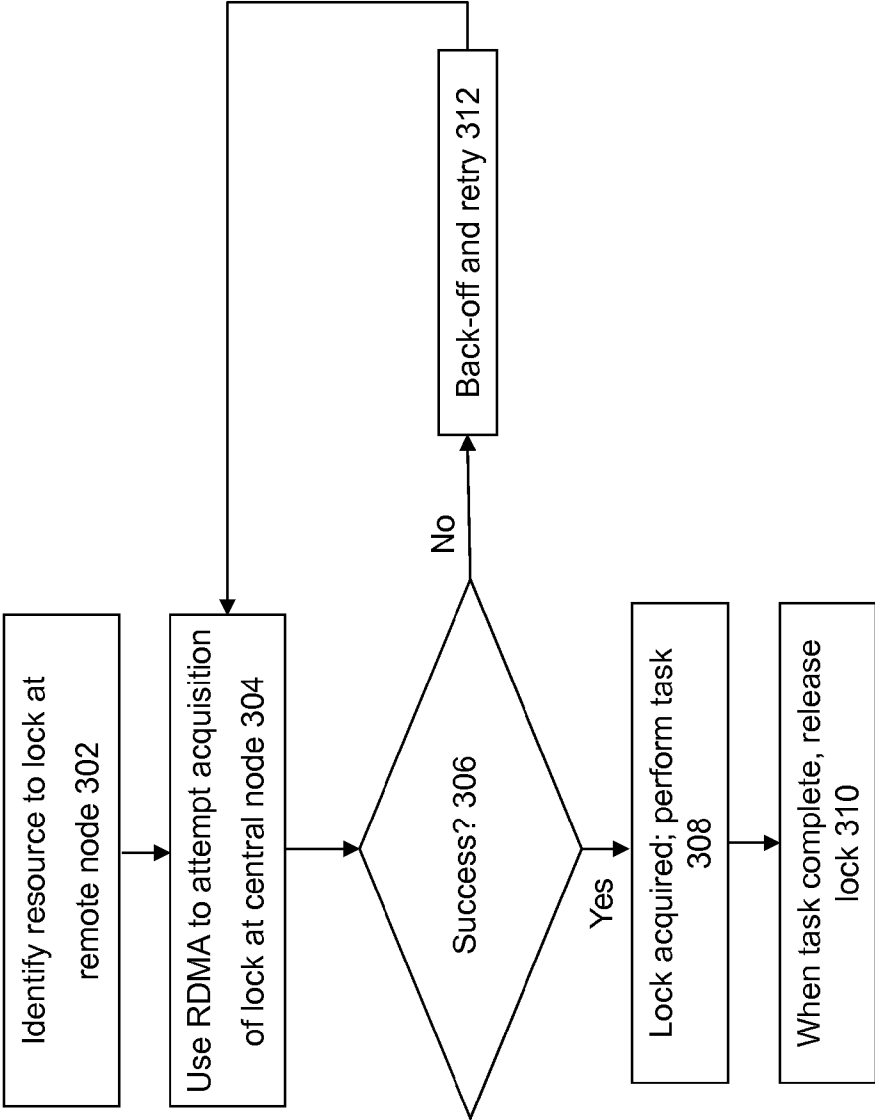 Identify resource to lock at
remote node 302
Use RDMA to attempt acquisition
of lock at central node 304
Success? 306
No
Back-off and retry 312
Yes
Lock acquired; perform task
308
When task complete, release
lock 310